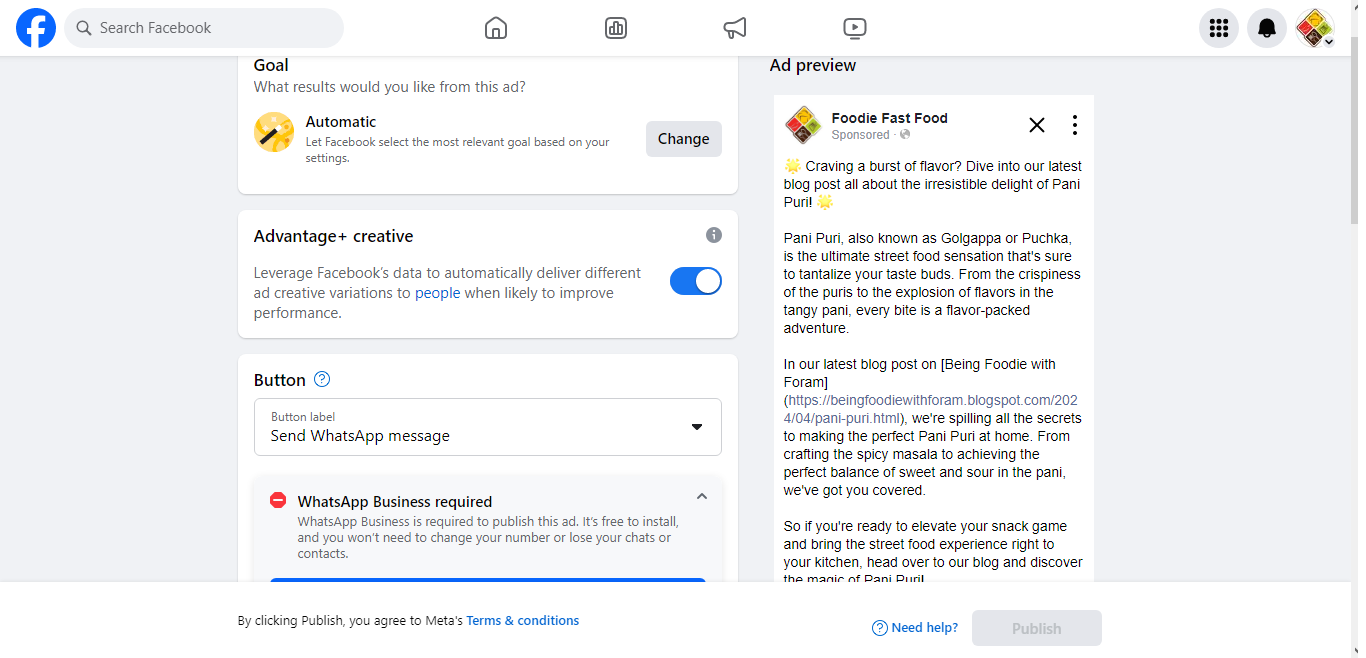 Search Facebook
Goal
What results would you like from this ad?
Automatic
Let Facebook select the most relevant goal based on your
settings.
Change
Advantage+ creative
Leverage Facebook's data to automatically deliver different
ad creative variations to people when likely to improve
performance.
Button
Button label
Send WhatsApp message
WhatsApp Business required
WhatsApp Business is required to publish this ad. It's free to install,
and you won't need to change your number or lose your chats or
contacts.
Ad preview
Foodie Fast Food
Sponsored ·
🌟 Craving a burst of flavor? Dive into our latest
blog post all about the irresistible delight of Pani
Puri! 🌟
Pani Puri, also known as Golgappa or Puchka,
is the ultimate street food sensation that's sure
to tantalize your taste buds. From the crispiness
of the puris to the explosion of flavors in the
tangy pani, every bite is a flavor-packed
adventure.
In our latest blog post on [Being Foodie with
Foram]
(https://beingfoodiewithforam.blogspot.com/202
4/04/pani-puri.html), we're spilling all the secrets
to making the perfect Pani Puri at home. From
crafting the spicy masala to achieving the
perfect balance of sweet and sour in the pani,
we've got you covered.
So if you're ready to elevate your snack game
and bring the street food experience right to
your kitchen, head over to our blog and discover
the magic of Pani Puri!
By clicking Publish, you agree to Meta's Terms & conditions
Need help?
Publish